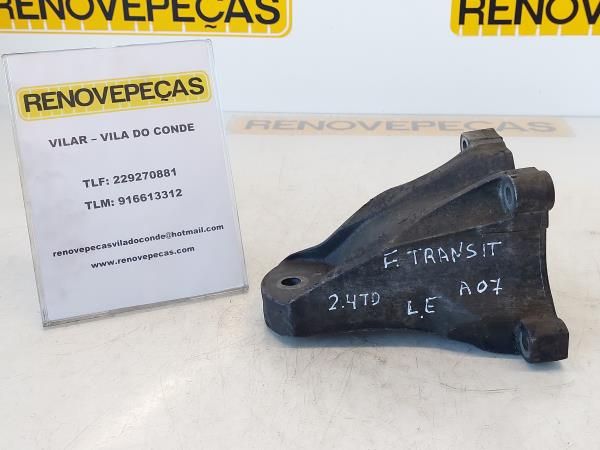 RENOVEPEÇAS
RENOVEPEÇAS
RENOVEPEÇAS
RENOVEPEÇAS
VILAR – VILA DO CONDE
TLF: 229270881
TLM: 916613312
renovepecasviladoconde@hotmail.com
www.renovepecas.com
F. TRANSIT
2.4TD L.E A07